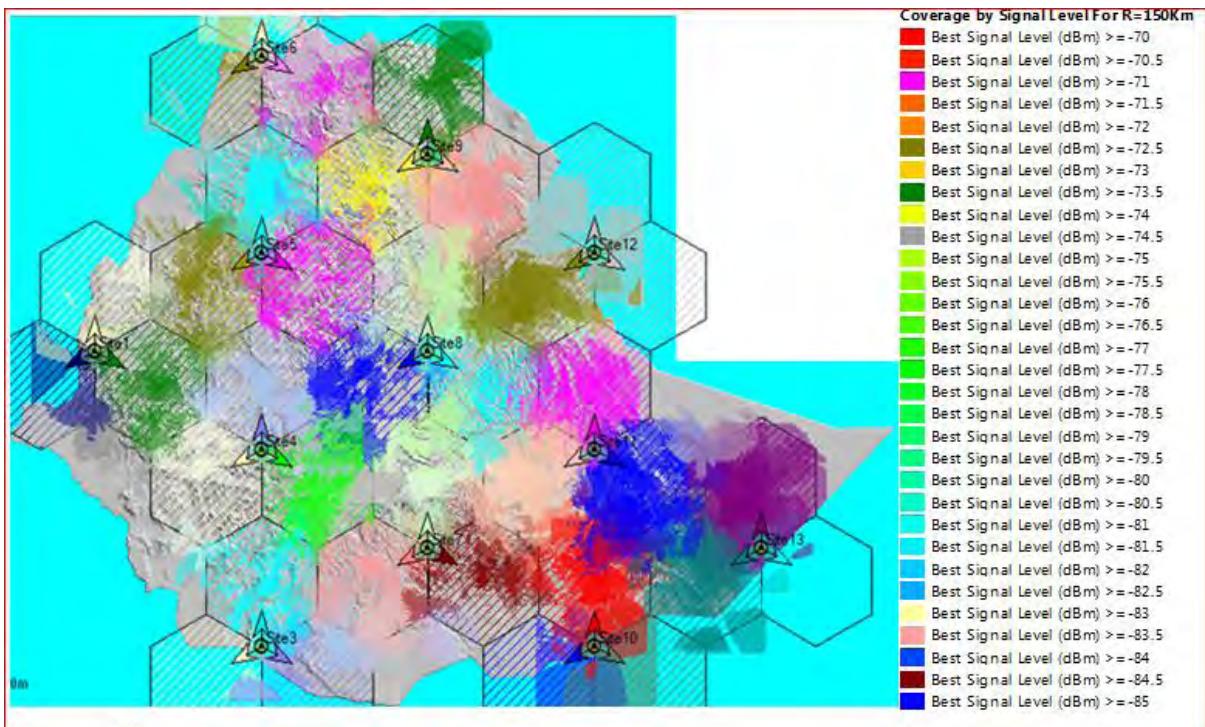 Coverage by Signal Level For R=150Km
Best Signal Level (dBm) >=-70
Best Signal Level (dBm) >=-70.5
Best Signal Level (dBm) >=-71
Best Signal Level (dBm) >=-71.5
Best Signal Level (dBm) >=-72
Best Signal Level (dBm) >=-72.5
Best Signal Level (dBm) >=-73
Best Signal Level (dBm) >=-73.5
Best Signal Level (dBm) >=-74
Best Signal Level (dBm) >=-74.5
Best Signal Level (dBm) >=-75
Best Signal Level (dBm) >=-75.5
Best Signal Level (dBm) >=-76
Best Signal Level (dBm) >=-76.5
Best Signal Level (dBm) >=-77
Best Signal Level (dBm) >=-77.5
Best Signal Level (dBm) >=-78
Best Signal Level (dBm) >=-78.5
Best Signal Level (dBm) >=-79
Best Signal Level (dBm) >=-79.5
Best Signal Level (dBm) >=-80
Best Signal Level (dBm) >=-80.5
Best Signal Level (dBm) >=-81
Best Signal Level (dBm) >=-81.5
Best Signal Level (dBm) >=-82
Best Signal Level (dBm) >=-82.5
Best Signal Level (dBm) >=-83
Best Signal Level (dBm) >=-83.5
Best Signal Level (dBm) >=-84
Best Signal Level (dBm) >=-84.5
Best Signal Level (dBm) >=-85
Site6
Site9
Site5
Site12
Site1
Site8
Site4
Site13
Site3
Site10
0m